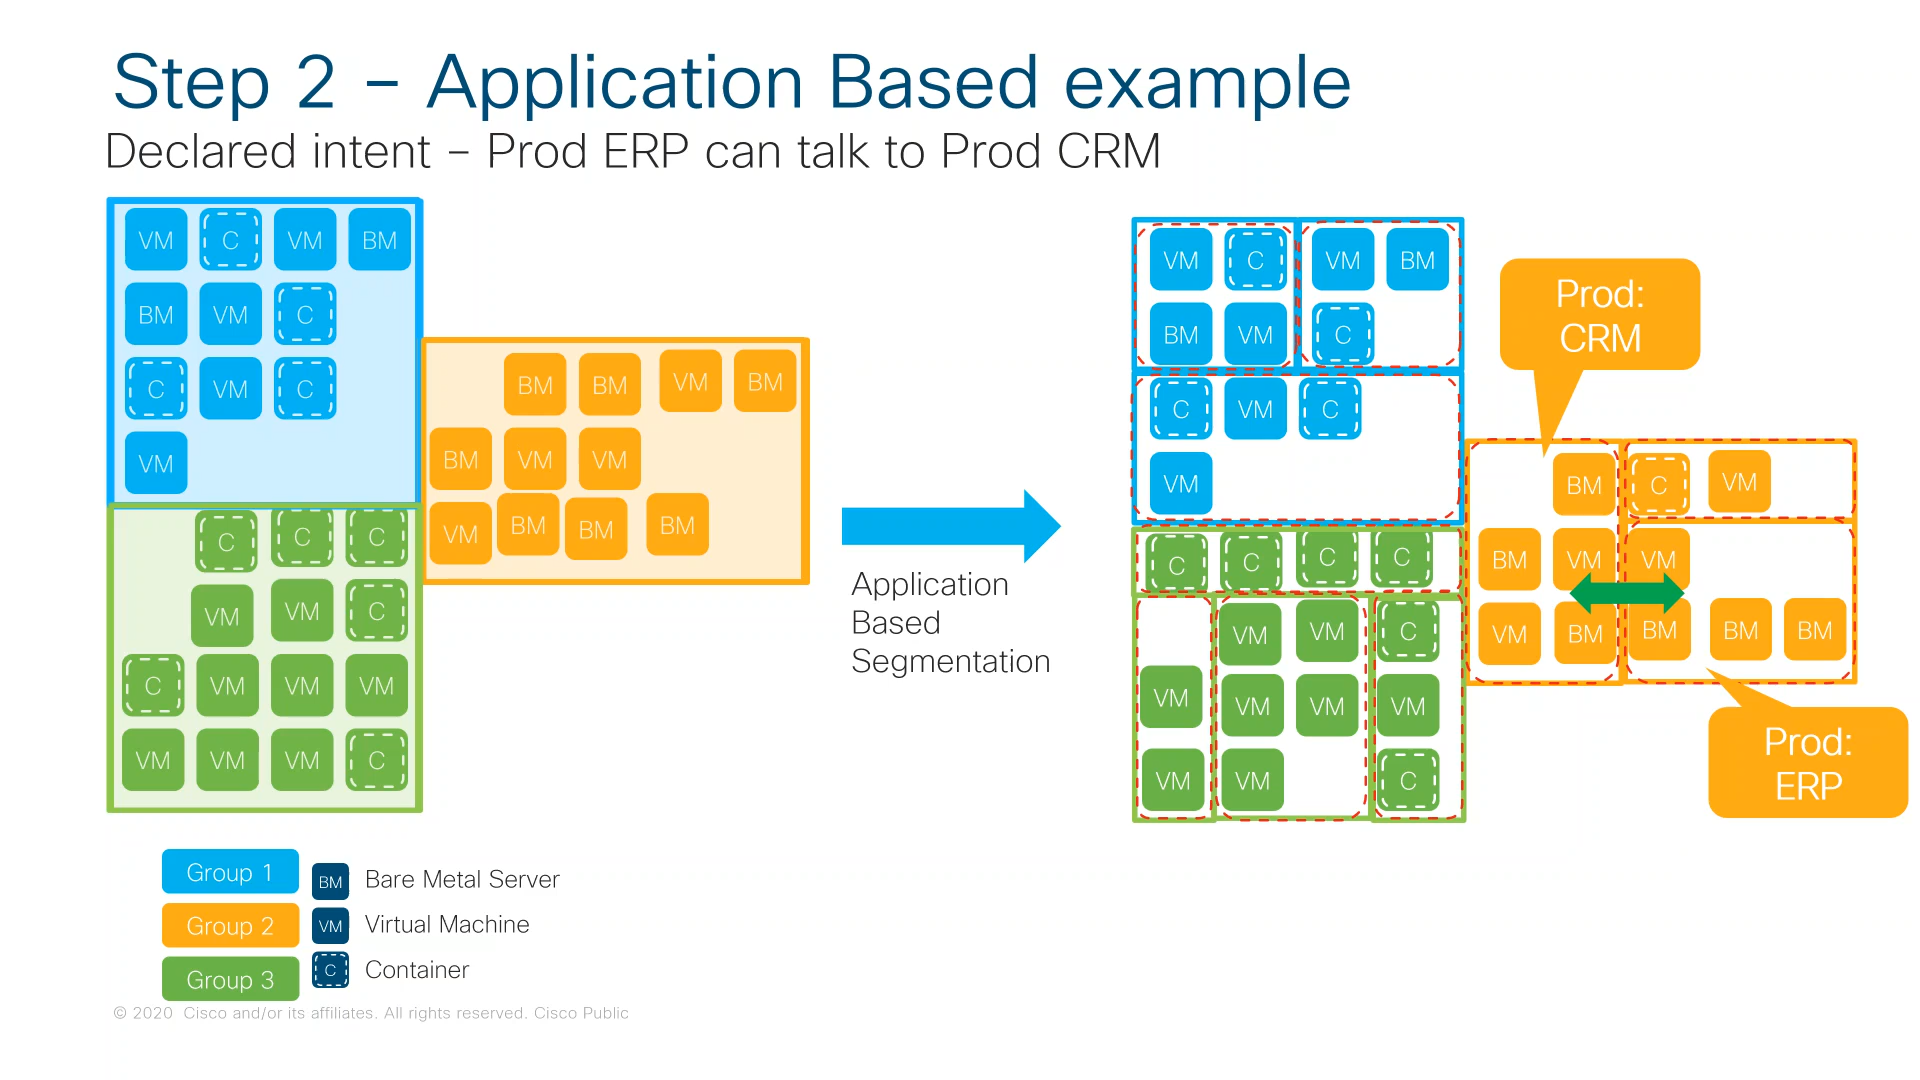 Step 2 – Application Based example
Declared intent – Prod ERP can talk to Prod CRM
VM C VM BM
BM VM C
C VM C
VM
BM BM VM BM
BM VM VM
VM BM BM BM
C C C
VM VM C
C VM VM VM
VM VM VM C
Application
Based
Segmentation
VM C VM BM
BM VM C
C VM C
VM
Prod:
CRM
BM C VM
BM VM VM
VM BM BM BM BM
C C C C
VM VM C
VM VM VM VM
VM VM C
Prod:
ERP
Group 1
Group 2
Group 3
BM Bare Metal Server
VM Virtual Machine
C Container
© 2020 Cisco and/or its affiliates. All rights reserved. Cisco Public